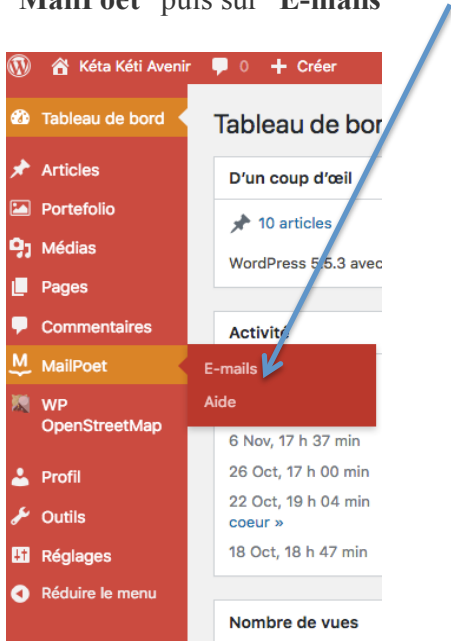 MailPoet puis sur E-mails
Kéta Kéti Avenir 0 + Créer
Tableau de bord
Articles
Portefolio
Médias
Pages
Commentaires
MailPoet
WP
OpenStreetMap
Profil
Outils
Réglages
Réduire le menu
Tableau de bor
D'un coup d'œil
10 articles
WordPress 5.5.3 avec
Activité
E-mails
Aide
6 Nov, 17 h 37 min
26 Oct, 17 h 00 min
22 Oct, 19 h 04 min
coeur »
18 Oct, 18 h 47 min
Nombre de vues